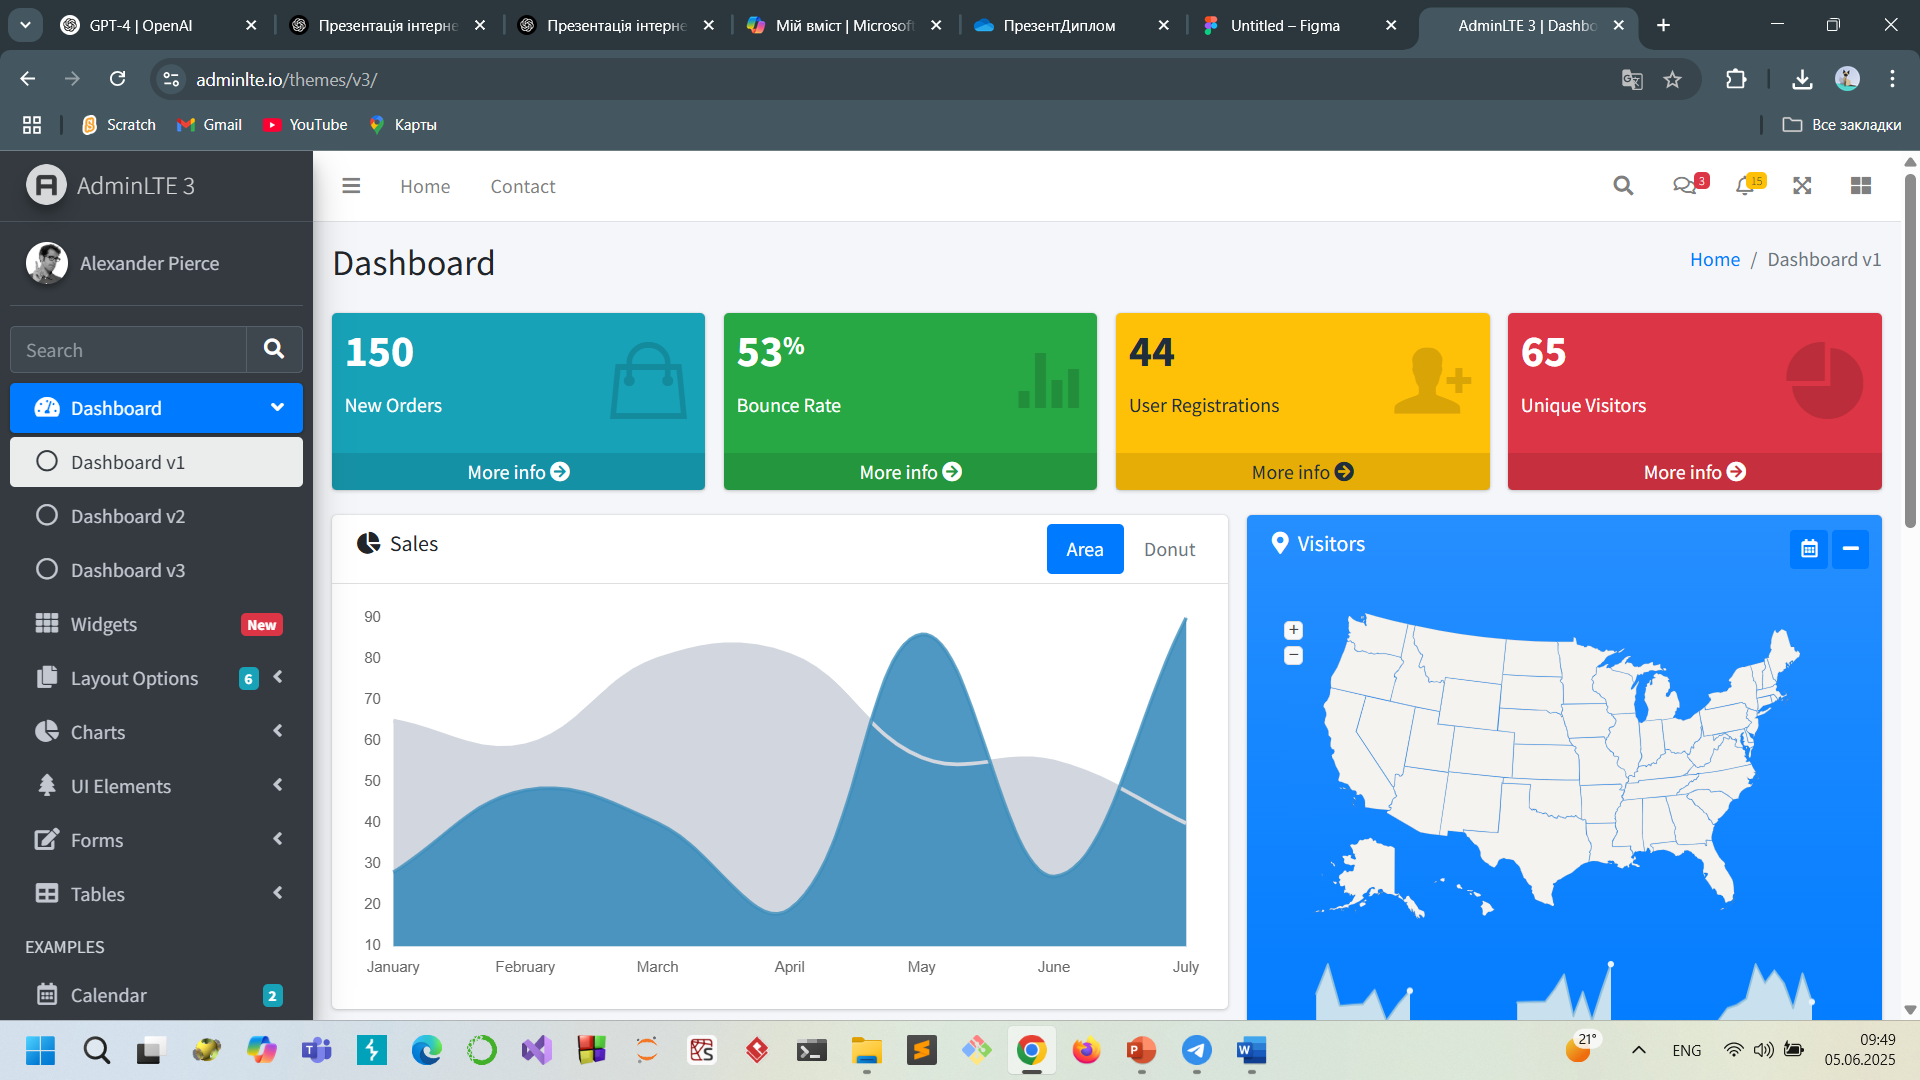 GPT-4 | OpenAI
Презентація інтерне
Презентація інтерне
Мій вміст | Microsoft
ПрезентДиплом
Untitled – Figma
AdminLTE 3 | Dashbo
adminlte.io/themes/v3/
Scratch
Gmail
YouTube
Карты
Все закладки
AdminLTE 3
Home
Contact
3
15
Alexander Pierce
Dashboard
Home / Dashboard v1
Search
Dashboard
Dashboard v1
Dashboard v2
Dashboard v3
Widgets
New
Layout Options
6
Charts
UI Elements
Forms
Tables
EXAMPLES
Calendar
2
150
New Orders
More info
53%
Bounce Rate
More info
44
User Registrations
More info
65
Unique Visitors
More info
Sales
Area
Donut
90
80
70
60
50
40
30
20
10
January
February
March
April
May
June
July
Visitors
+
−
21°
ENG
09:49
05.06.2025